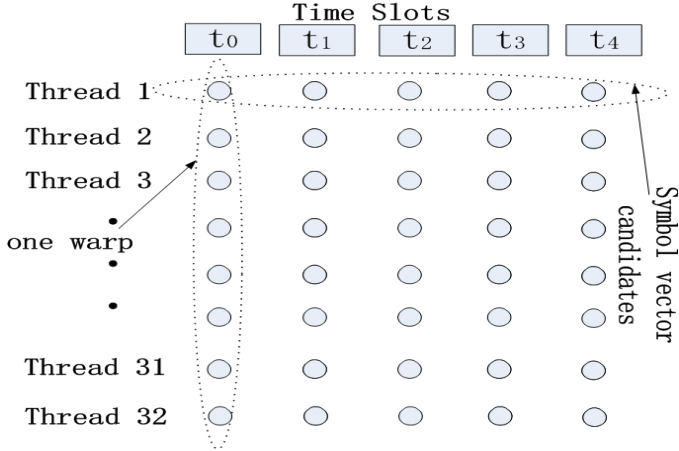 Time Slots
t0 t1 t2 t3 t4
Thread 1
Thread 2
Thread 3
one warp
Thread 31
Thread 32
Symbol vector
candidates